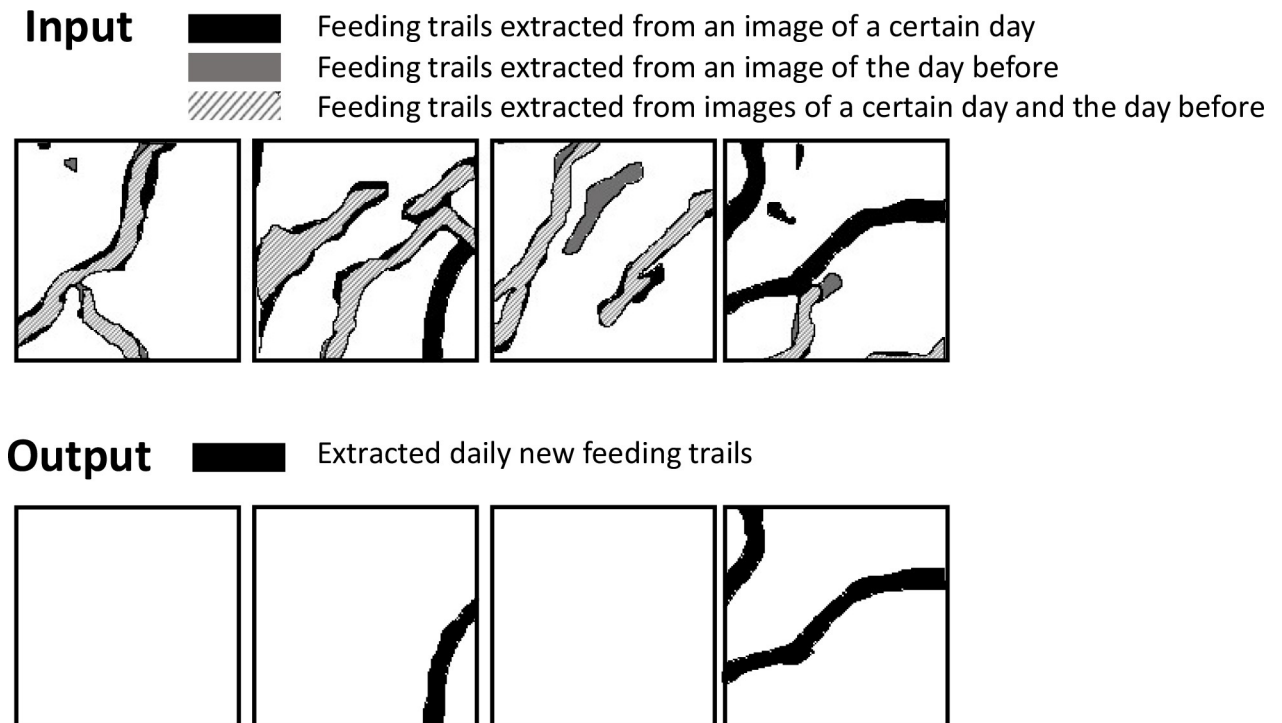 Input
Feeding trails extracted from an image of a certain day
Feeding trails extracted from an image of the day before
Feeding trails extracted from images of a certain day and the day before
Output
Extracted daily new feeding trails